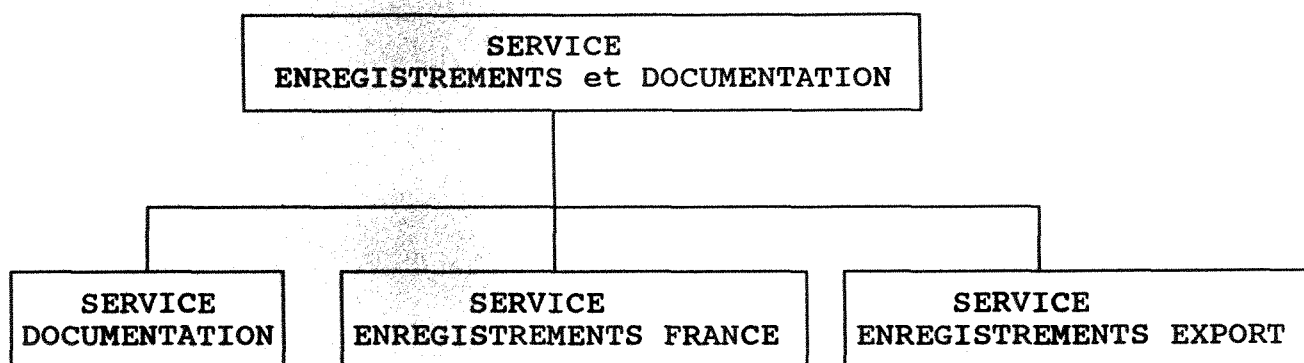 SERVICE
ENREGISTREMENTS et DOCUMENTATION
SERVICE
DOCUMENTATION
SERVICE
ENREGISTREMENTS FRANCE
SERVICE
ENREGISTREMENTS EXPORT